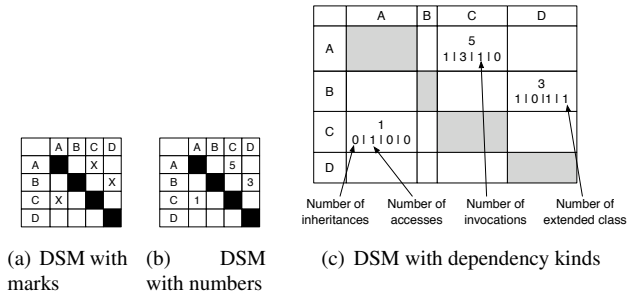 A B C D
A X
B X
C X
D
(a) DSM with
marks
A B C D
A 5
B 3
C 1
D
(b) DSM
with numbers
A B C D
A 5
1 | 3 | 1 | 0
B 3
1 | 0 | 1 | 1
C 1
0 | 1 | 0 | 0
D
Number of inheritances
Number of accesses
Number of invocations
Number of extended class
(c) DSM with dependency kinds